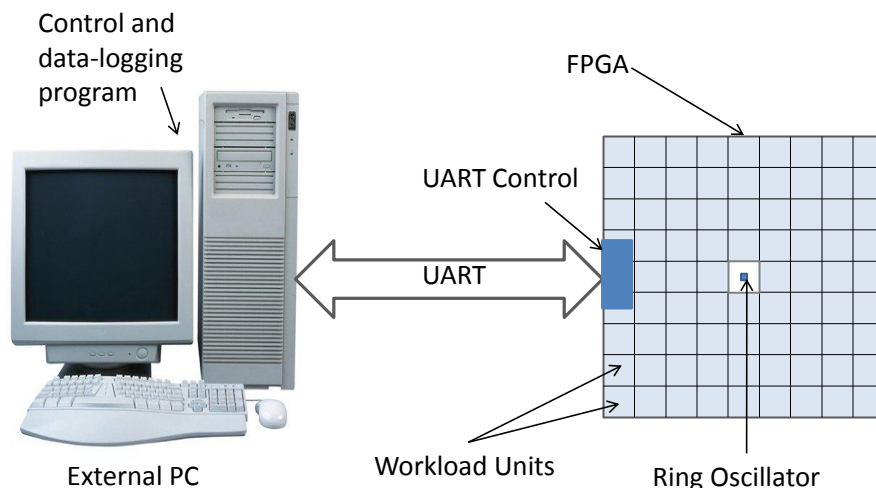 Control and
data-logging
program
FPGA
UART Control
UART
External PC
Workload Units
Ring Oscillator